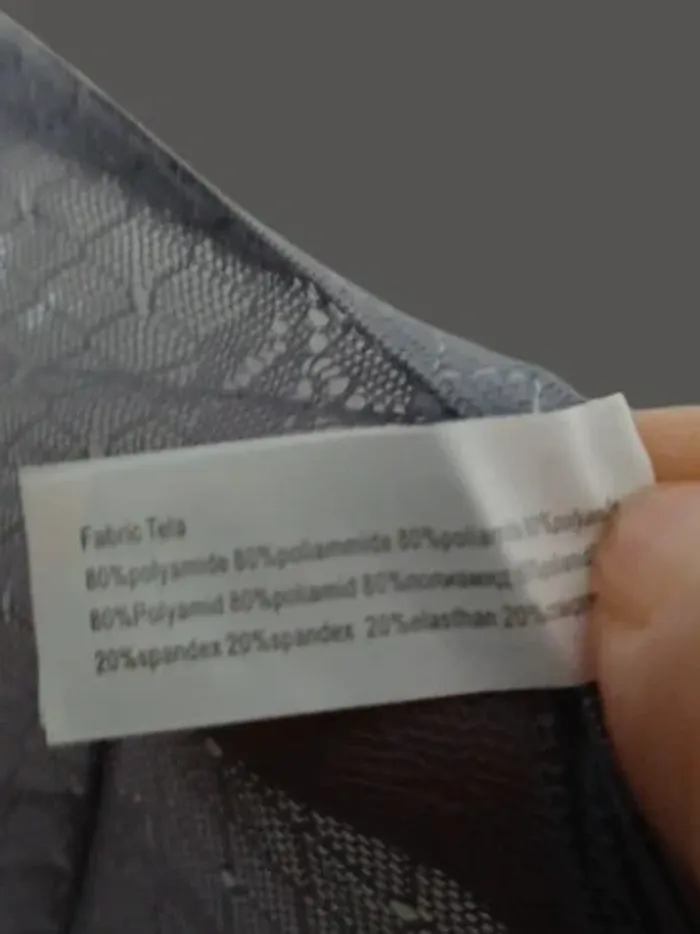 Fabric Tela
80%polyamide 80%poliammide 80%poliamid
80%Polyamid 80%poliamid 80%полиамид
20%spandex 20%spandex 20%elasthan 20%